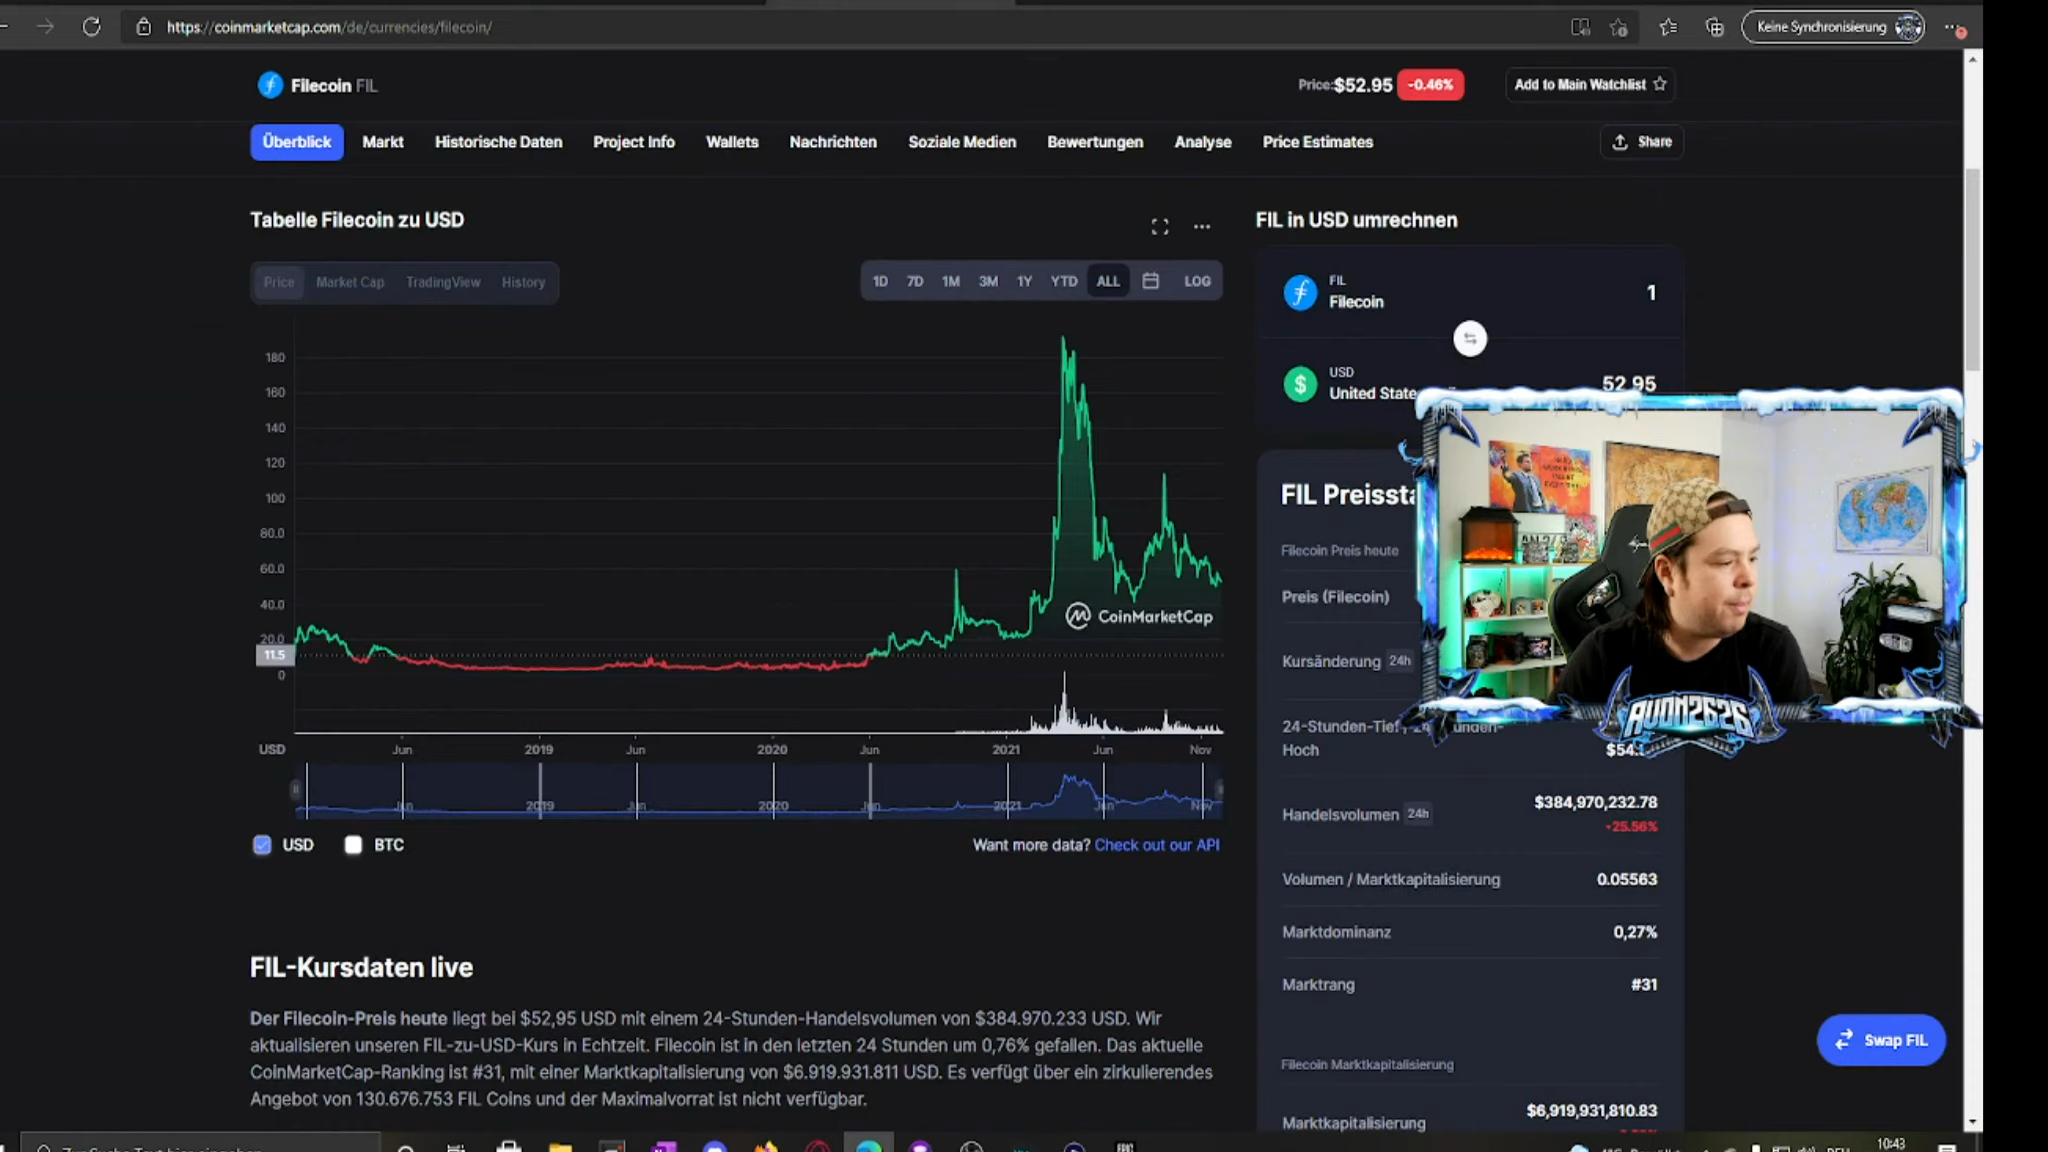 https://coinmarketcap.com/de/currencies/filecoin/
Keine Synchronisierung
Filecoin FIL
Price:$52.95 -0.46%
Add to Main Watchlist
Überblick Markt Historische Daten Project Info Wallets Nachrichten Soziale Medien Bewertungen Analyse Price Estimates
Share
Tabelle Filecoin zu USD
Price Market Cap TradingView History
1D 7D 1M 3M 1Y YTD ALL LOG
180
160
140
120
100
80.0
60.0
40.0
20.0
11.5
0
CoinMarketCap
USD Jun 2019 Jun 2020 Jun 2021 Jun Nov
Jun 2019 Jun 2020 Jun 2021 Jun Nov
USD BTC
Want more data? Check out our API
FIL in USD umrechnen
FIL
Filecoin
1
USD
United State
52.95
FIL Preissta
Filecoin Preis heute
Preis (Filecoin)
Kursänderung 24h
24-Stunden-Tief
Hoch
Handelsvolumen 24h
$384,970,232.78
-25.56%
Volumen / Marktkapitalisierung 0.05563
Marktdominanz 0,27%
Marktrang #31
Filecoin Marktkapitalisierung
Marktkapitalisierung $6,919,931,810.83
AVON2626
Swap FIL
FIL-Kursdaten live
Der Filecoin-Preis heute liegt bei $52,95 USD mit einem 24-Stunden-Handelsvolumen von $384.970.233 USD. Wir
aktualisieren unseren FIL-zu-USD-Kurs in Echtzeit. Filecoin ist in den letzten 24 Stunden um 0,76% gefallen. Das aktuelle
CoinMarketCap-Ranking ist #31, mit einer Marktkapitalisierung von $6.919.931.811 USD. Es verfügt über ein zirkulierendes
Angebot von 130.676.753 FIL Coins und der Maximalvorrat ist nicht verfügbar.
10:43